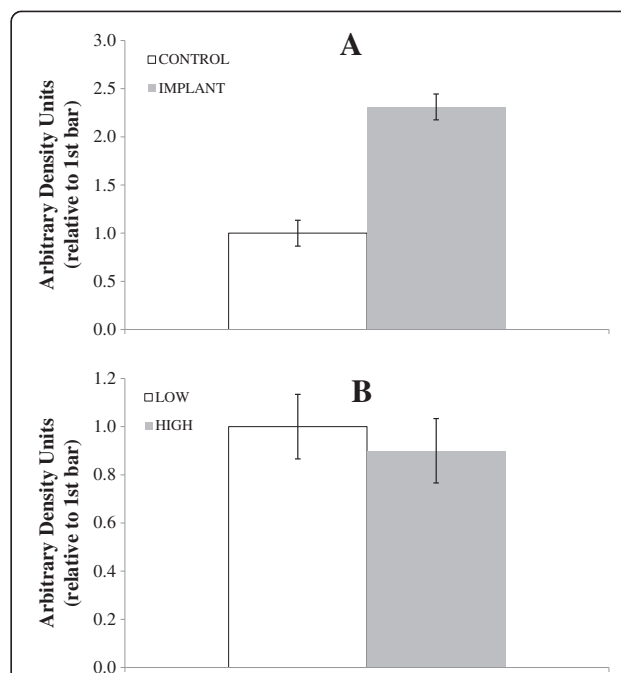 A
CONTROL
IMPLANT
Arbitrary Density Units
(relative to 1st bar)
3.0
2.5
2.0
1.5
1.0
0.5
0.0
B
LOW
HIGH
Arbitrary Density Units
(relative to 1st bar)
1.2
1.0
0.8
0.6
0.4
0.2
0.0